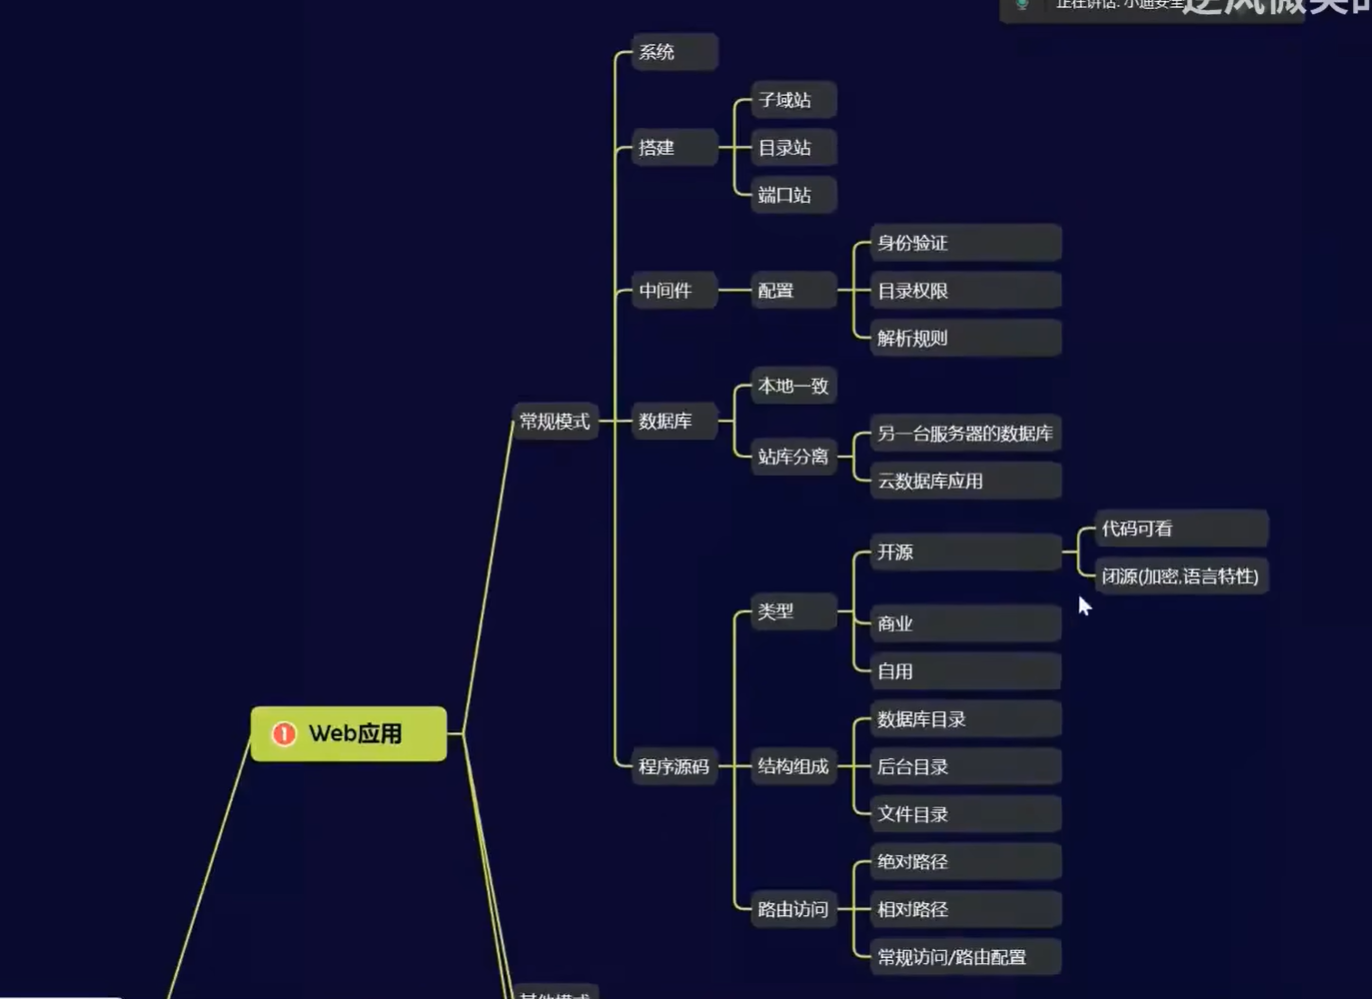 正在讲话: 小迪安全
逆风微笑的
系统
子域站
搭建
目录站
端口站
身份验证
中间件
配置
目录权限
解析规则
本地一致
常规模式
数据库
另一台服务器的数据库
站库分离
云数据库应用
代码可看
开源
闭源(加密,语言特性)
类型
商业
自用
数据库目录
1 Web应用
程序源码
结构组成
后台目录
文件目录
绝对路径
路由访问
相对路径
常规访问/路由配置
其他模式